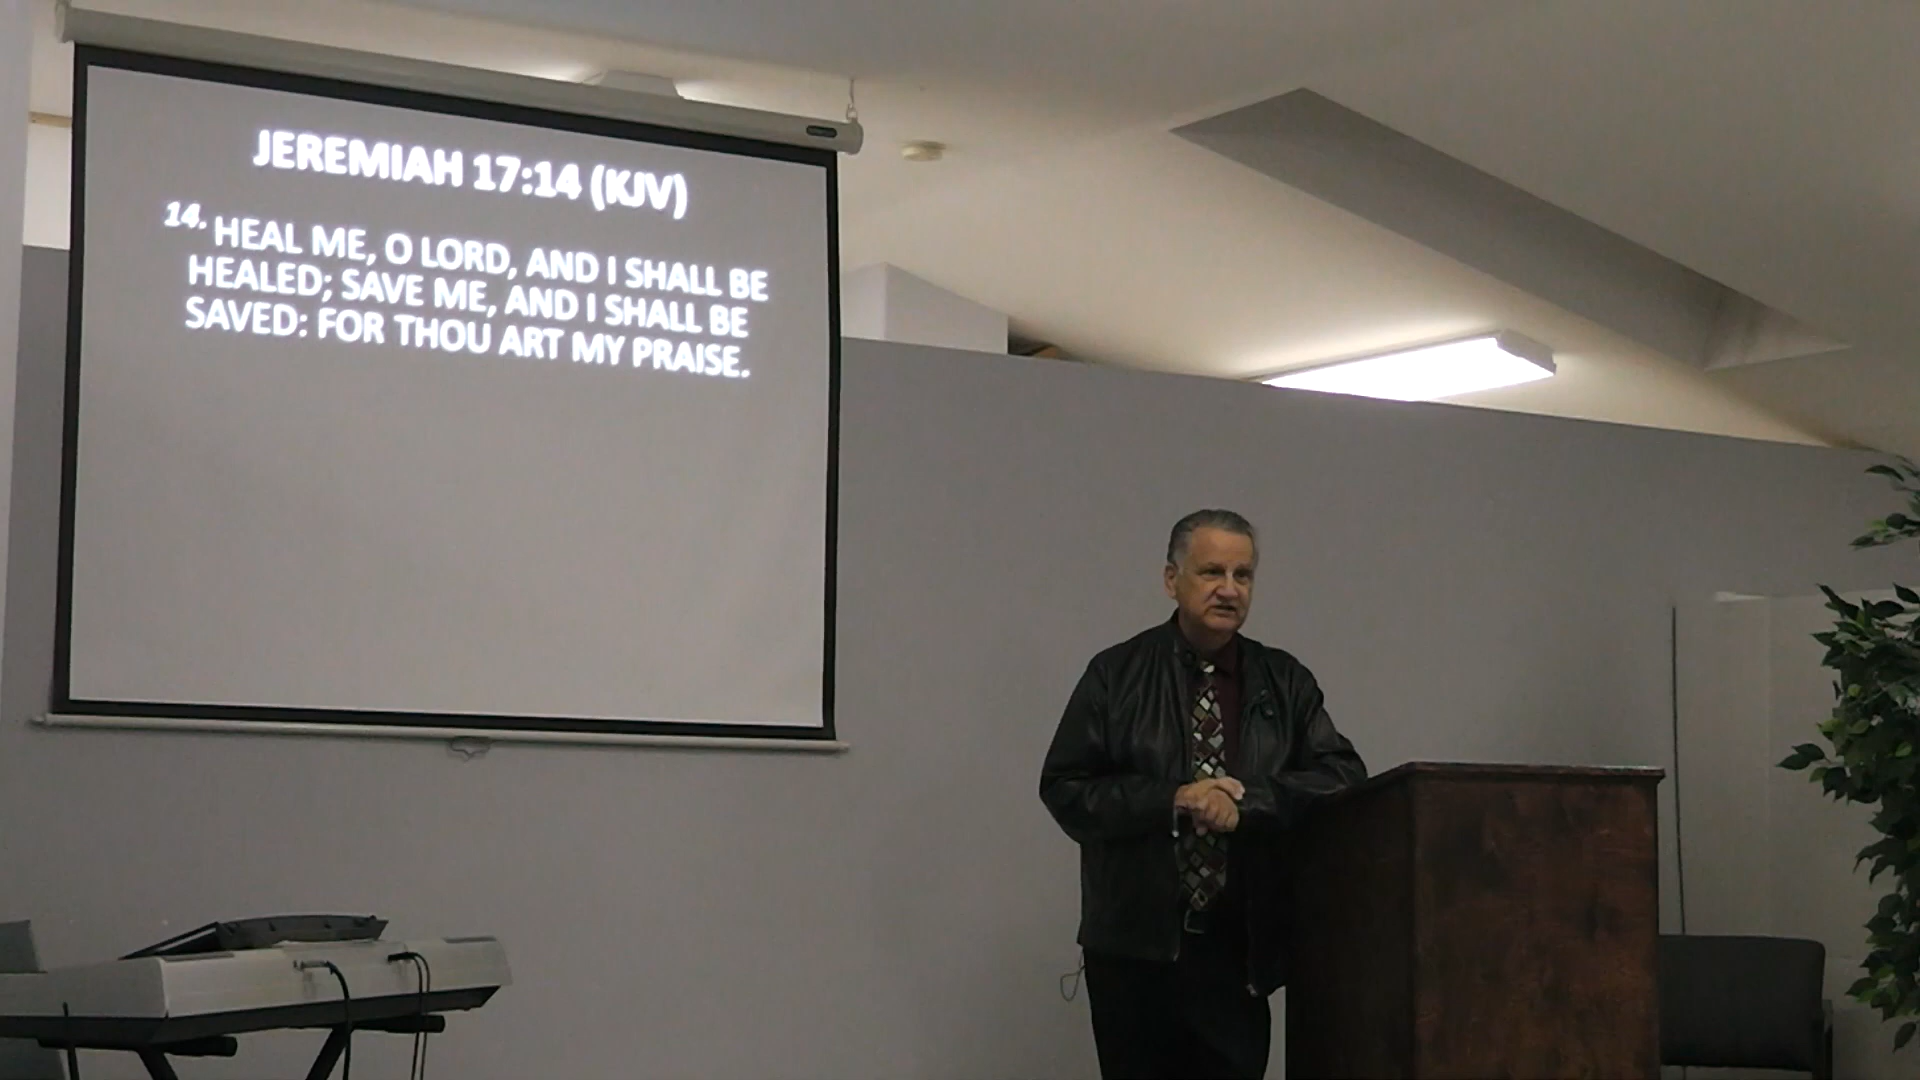 JEREMIAH 17:14 (KJV)
14. HEAL ME, O LORD, AND I SHALL BE
HEALED; SAVE ME, AND I SHALL BE
SAVED: FOR THOU ART MY PRAISE.